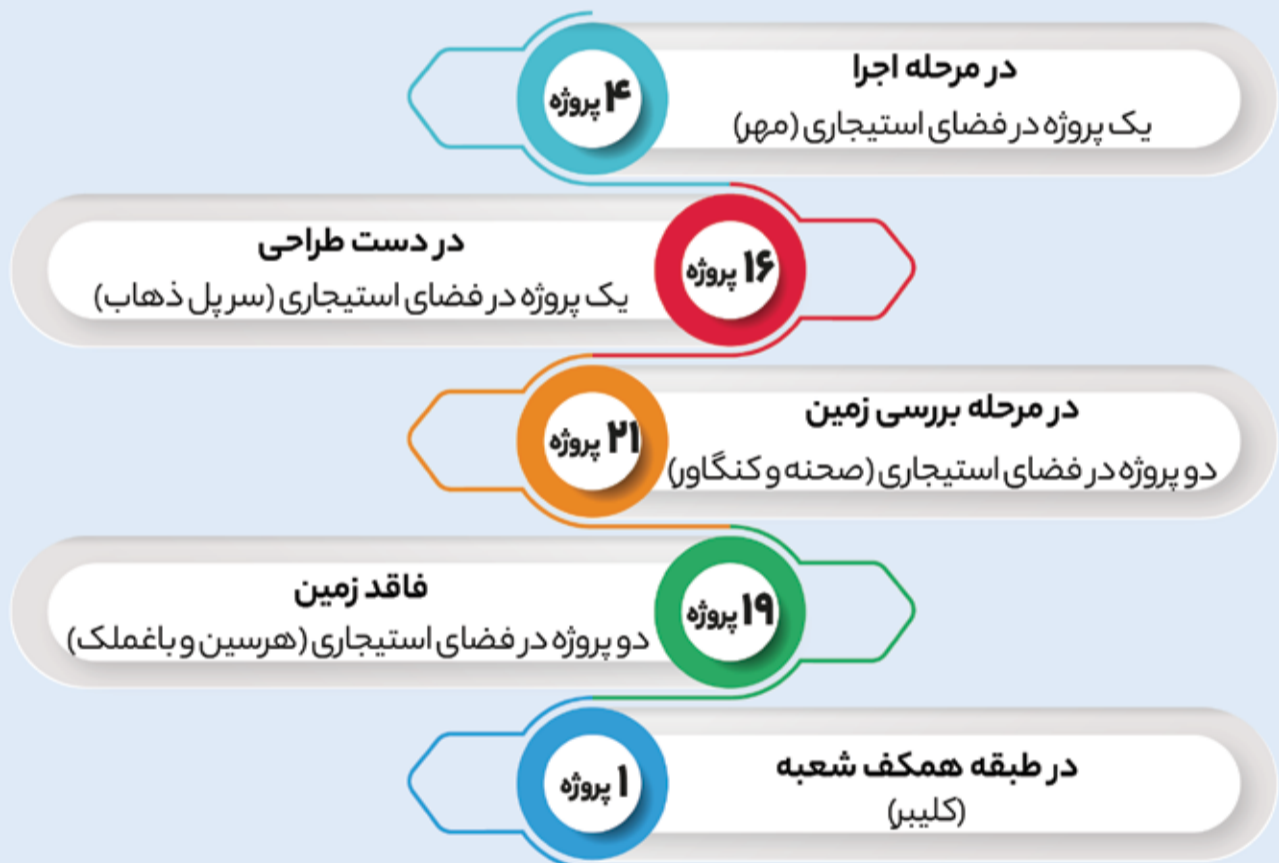 ۴ پروژه
در مرحله اجرا
یک پروژه در فضای استیجاری (مهر)
۱۶ پروژه
در دست طراحی
یک پروژه در فضای استیجاری (سر پل ذهاب)
۲۱ پروژه
در مرحله بررسی زمین
دو پروژه در فضای استیجاری (صحنه و کنگاور)
۱۹ پروژه
فاقد زمین
دو پروژه در فضای استیجاری (هرسین و باغملک)
۱ پروژه
در طبقه همکف شعبه
(کلیبر)